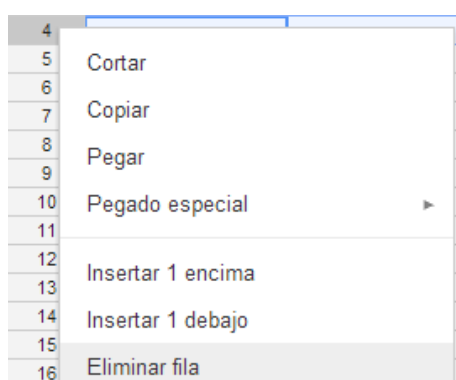 4
5
Cortar
6
7
Copiar
8
Pegar
9
10
Pegado especial
11
12
Insertar 1 encima
13
14
Insertar 1 debajo
15
16
Eliminar fila